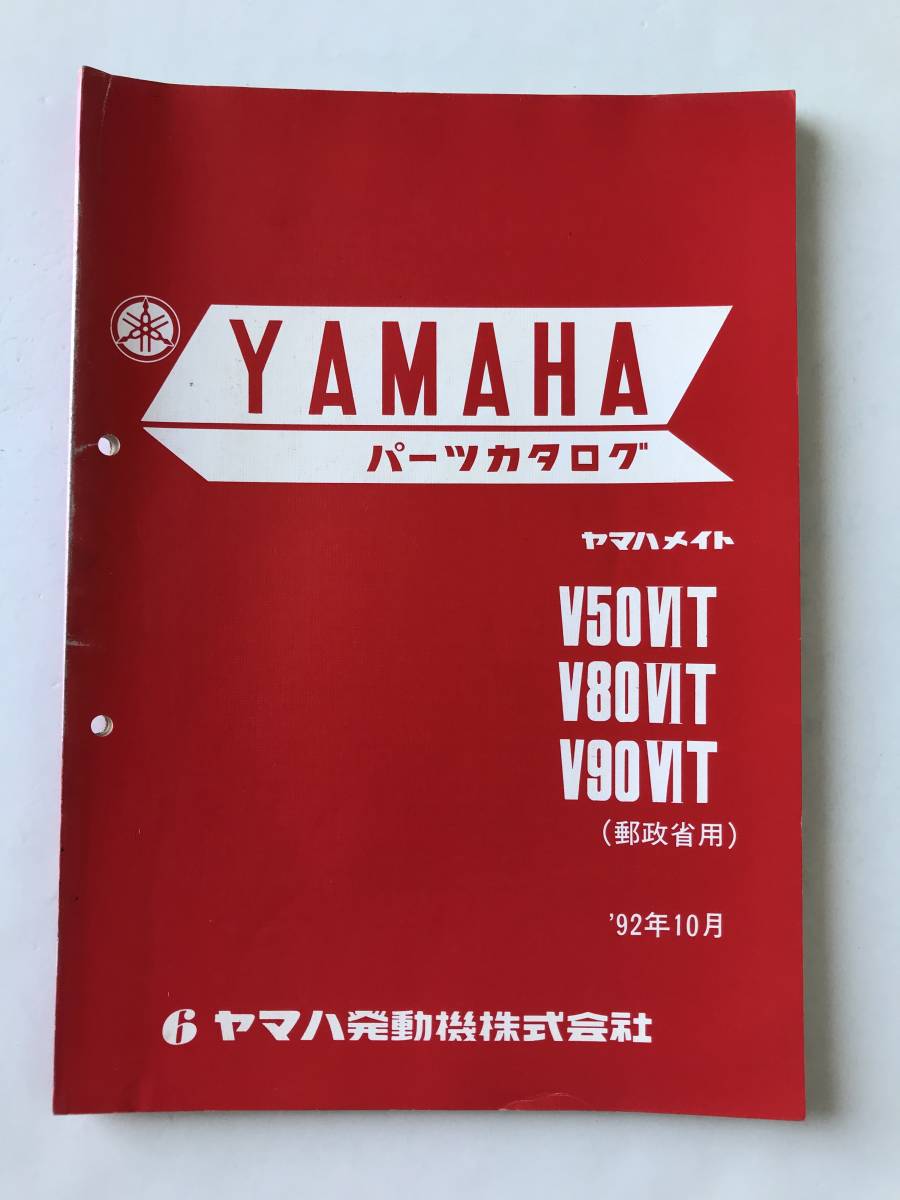 YAMAHA
パーツカタログ
ヤマハメイト
V50VIT
V80VIT
V90VIT
(郵政省用)
'92年10月
6 ヤマハ発動機株式会社